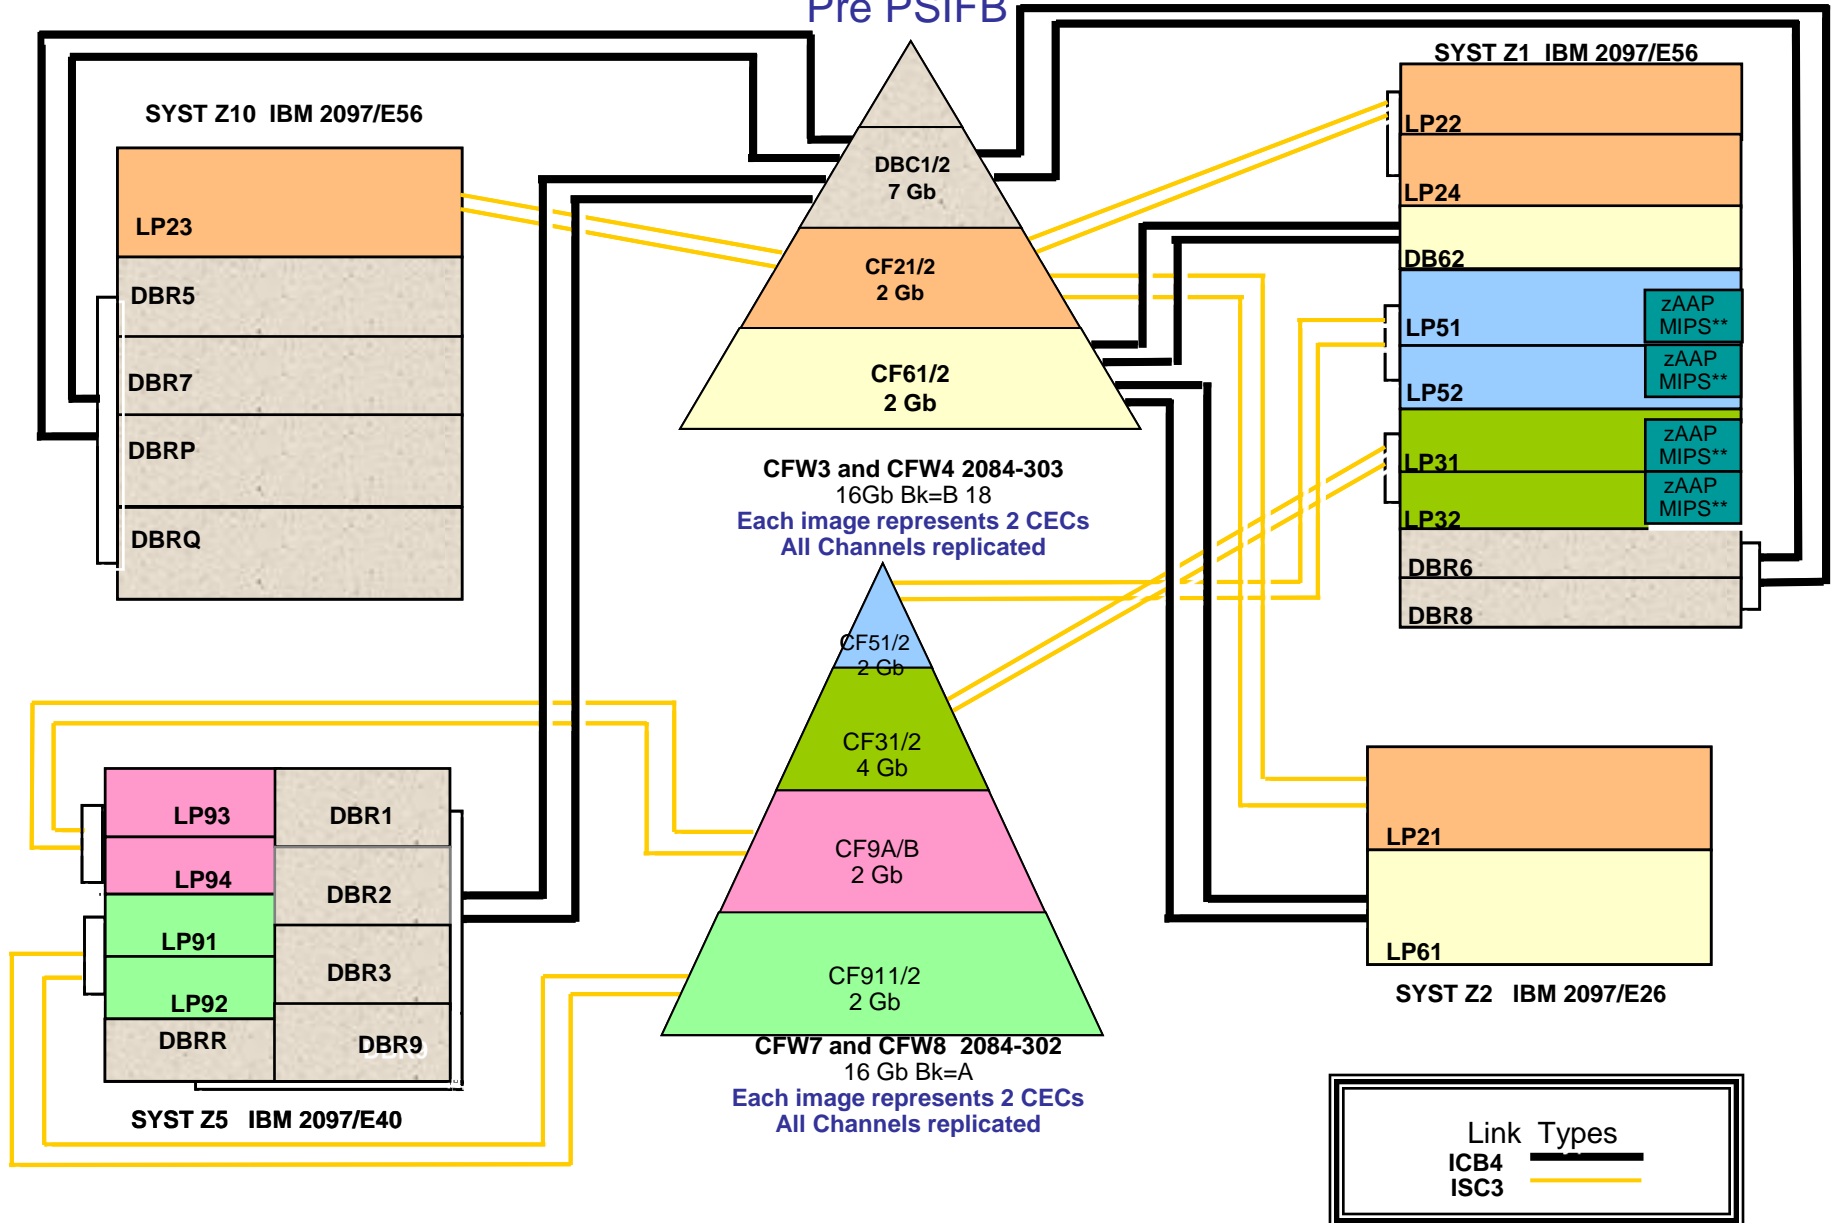 Pre PSIFB
SYST Z10  IBM 2097/E56
LP23
DBR5
DBR7
DBRP
DBRQ
DBC1/2
7 Gb
CF21/2
2 Gb
CF61/2
2 Gb
CFW3 and CFW4 2084-303
16Gb Bk=B 18
Each image represents 2 CECs
All Channels replicated
SYST Z1  IBM 2097/E56
LP22
LP24
DB62
LP51
zAAP
MIPS**
LP52
zAAP
MIPS**
LP31
zAAP
MIPS**
LP32
zAAP
MIPS**
DBR6
DBR8
CF51/2
2 Gb
CF31/2
4 Gb
CF9A/B
2 Gb
CF911/2
2 Gb
CFW7 and CFW8  2084-302
16 Gb Bk=A
Each image represents 2 CECs
All Channels replicated
LP93
DBR1
LP94
DBR2
LP91
DBR3
LP92
DBRR
DBR9
SYST Z5   IBM 2097/E40
LP21
LP61
SYST Z2   IBM 2097/E26
Link  Types
ICB4
ISC3